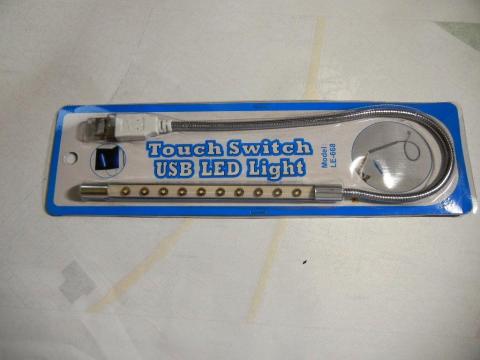 Touch Switch
USB LED Light
Model:
LE-668